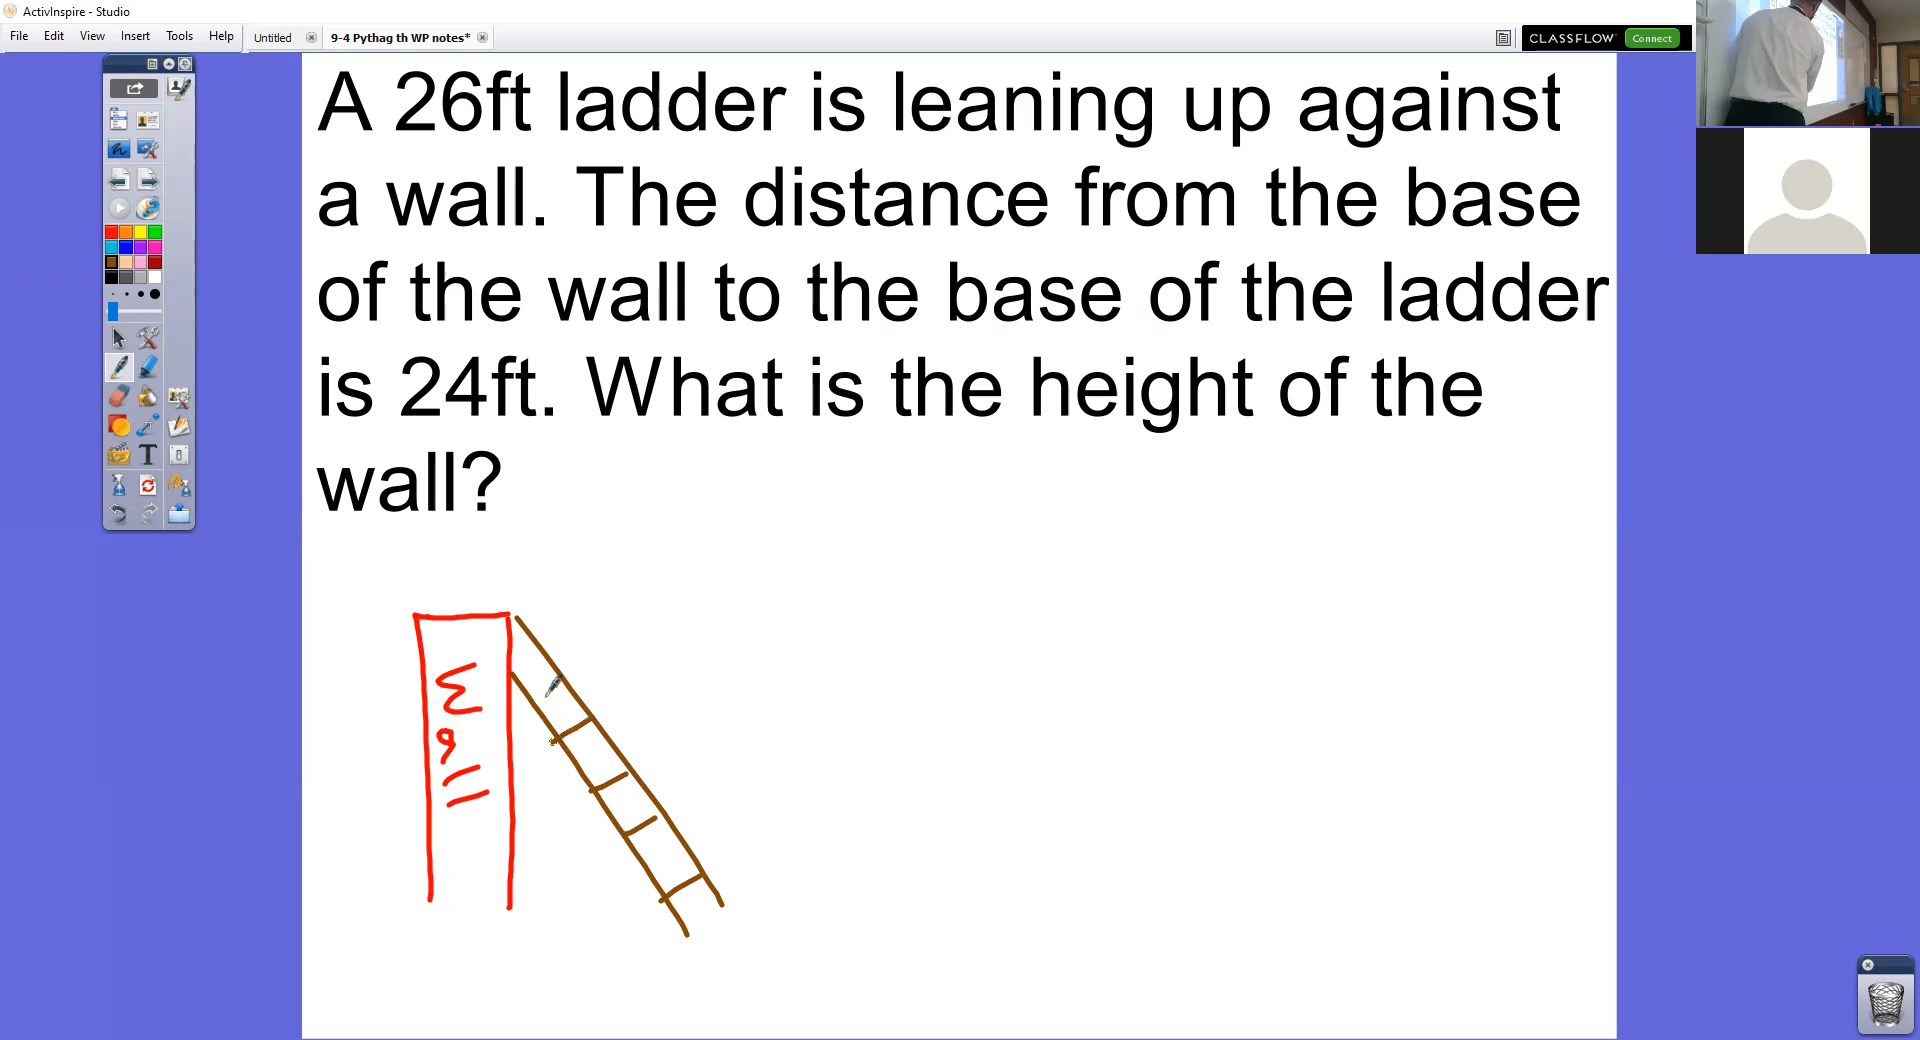 ActivInspire - Studio
File Edit View Insert Tools Help
Untitled
9-4 Pythag th WP notes*
CLASSFLOW
Connect
A 26ft ladder is leaning up against
a wall. The distance from the base
of the wall to the base of the ladder
is 24ft. What is the height of the
wall?
Wall